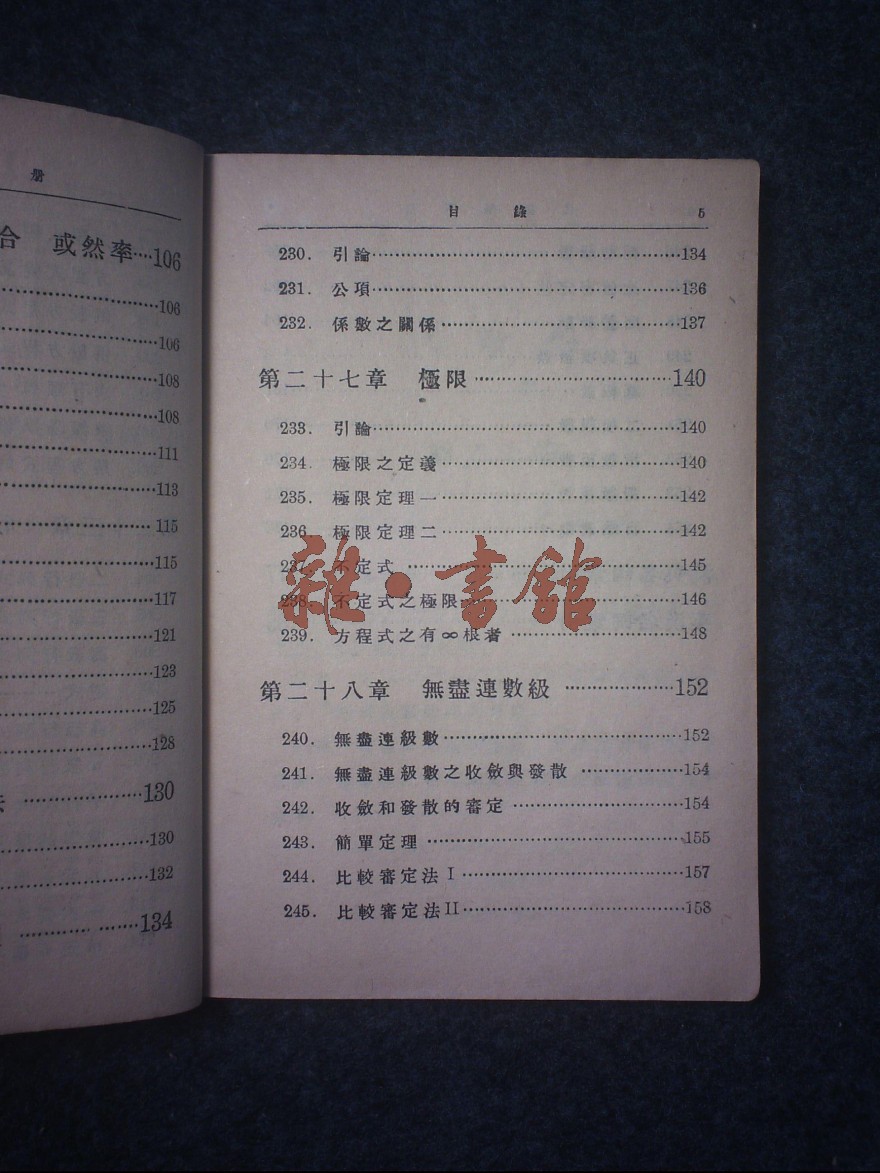 册
合 或然率····106
106
106
108
108
111
113
115
115
117
121
123
125
128
130
130
132
134
目 錄 5
230. 引論····134
231. 公項····136
232. 係數之關係····137
第二十七章 極限····140
233. 引論····140
234. 極限之定義····140
235. 極限定理一····142
236. 極限定理二····142
237. 不定式····145
238. 不定式之極限····146
239. 方程式之有∞根者····148
第二十八章 無盡連數級····152
240. 無盡連級數····152
241. 無盡連級數之收斂與發散····154
242. 收斂和發散的審定····154
243. 簡單定理····155
244. 比較審定法 I····157
245. 比較審定法 II····158
雜·書館